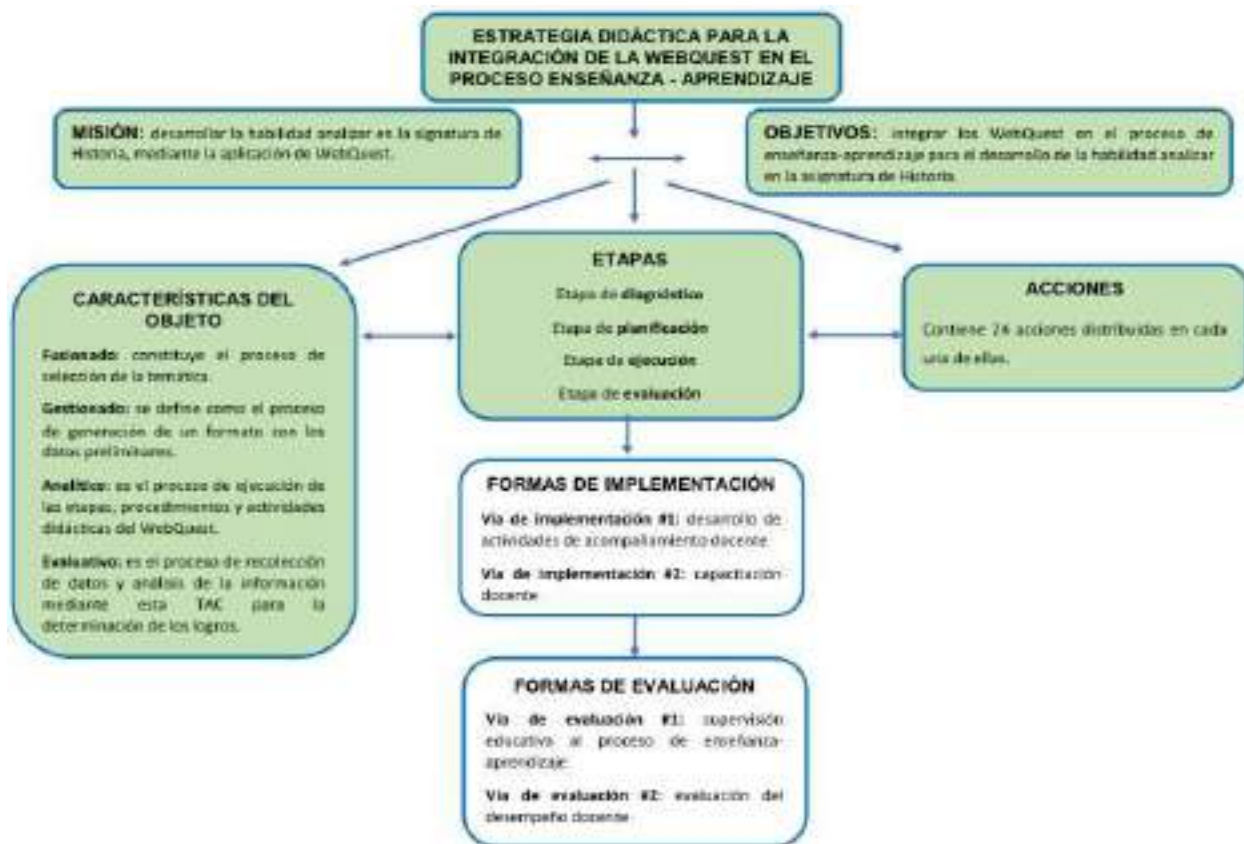 ESTRATEGIA DIDÁCTICA PARA LA
INTEGRACIÓN DE LA WEBQUEST EN EL
PROCESO ENSEÑANZA - APRENDIZAJE
MISIÓN: desarrollar la habilidad analizar en la signatura de
Historia, mediante la aplicación de WebQuest.
OBJETIVOS: integrar los WebQuest en el proceso de
enseñanza-aprendizaje para el desarrollo de la habilidad analizar
en la asignatura de Historia.
CARACTERÍSTICAS DEL
OBJETO
Fusionado: constituye el proceso de
selección de la temática.
Gestionado: se define como el proceso
de generación de un formato con los
datos preliminares.
Analítico: es el proceso de ejecución de
las etapas, procedimientos y actividades
didácticas del WebQuest.
Evaluativo: es el proceso de recolección
de datos y análisis de la información
mediante esta TAC para la
determinación de los logros.
ETAPAS
Etapa de diagnóstico
Etapa de planificación
Etapa de ejecución
Etapa de evaluación
ACCIONES
Contiene 24 acciones distribuidas en cada
una de ellas.
FORMAS DE IMPLEMENTACIÓN
Vía de implementación #1: desarrollo de
actividades de acompañamiento docente
Vía de implementación #2: capacitación
docente
FORMAS DE EVALUACIÓN
Vía de evaluación #1: supervisión
educativa al proceso de enseñanza-
aprendizaje
Vía de evaluación #2: evaluación del
desempeño docente